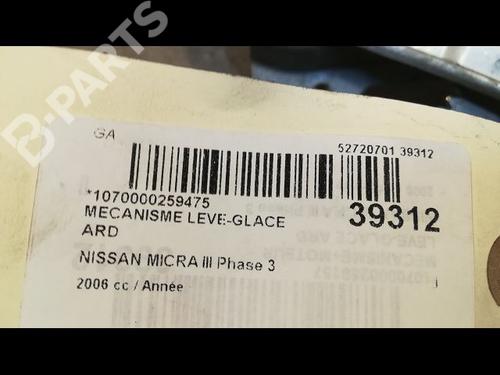 B-PARTS
GA
52720701 39312
*1070000259475
39312
MECANISME LEVE-GLACE
ARD
NISSAN MICRA III Phase 3
2006 cc / Année